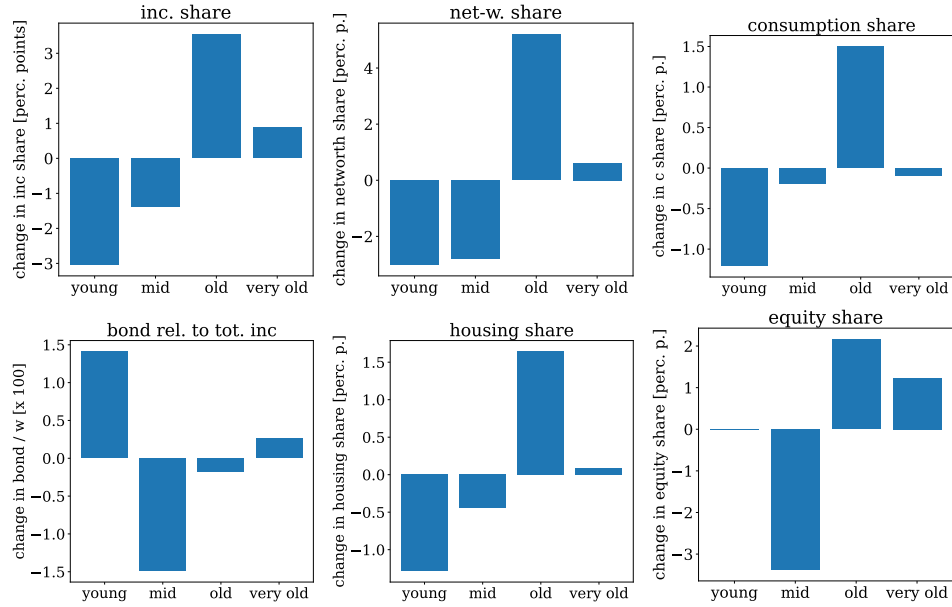 inc. share
change in inc share [perc. points]
3
2
1
0
−1
−2
−3
young mid old very old
net-w. share
change in networth share [perc. p.]
4
2
0
−2
young mid old very old
consumption share
change in c share [perc. p.]
1.5
1.0
0.5
0.0
−0.5
−1.0
young mid old very old
bond rel. to tot. inc
change in bond / w [x 100]
1.5
1.0
0.5
0.0
−0.5
−1.0
−1.5
young mid old very old
housing share
change in housing share [perc. p.]
1.5
1.0
0.5
0.0
−0.5
−1.0
young mid old very old
equity share
change in equity share [perc. p.]
2
1
0
−1
−2
−3
young mid old very old